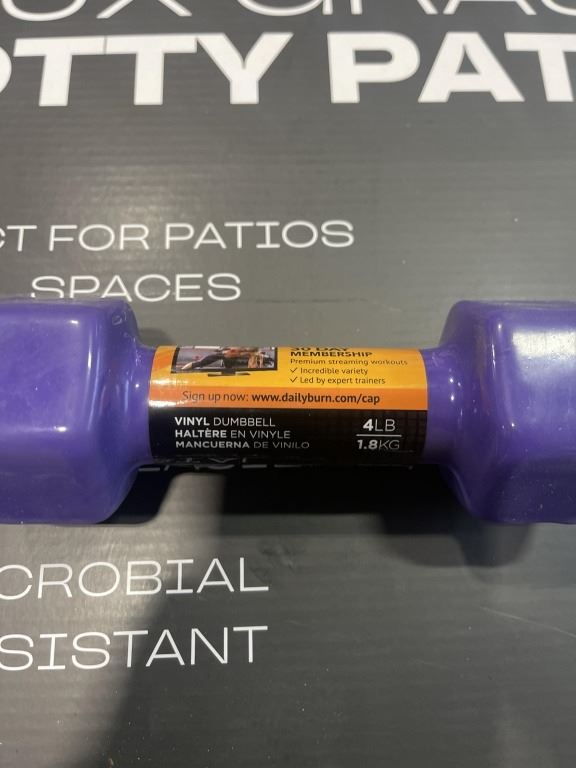 OTTY PAT
FOR PATIOS
SPACES
30 DAY
MEMBERSHIP
Premium streaming workouts
✓ Incredible variety
✓ Led by expert trainers
Sign up now: www.dailyburn.com/cap
VINYL DUMBBELL
HALTÈRE EN VINYLE
MANCUERNA DE VINILO
4LB
1.8KG
CROBIAL
SISTANT